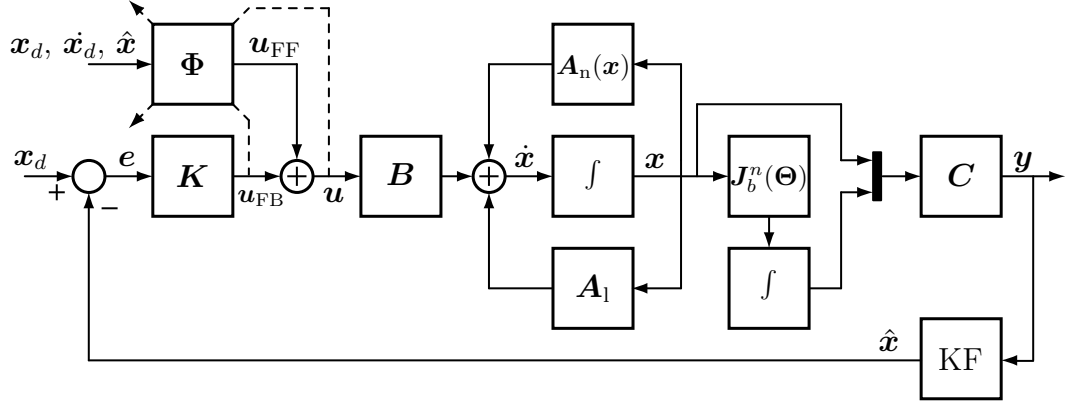 𝒙_d, 𝒙̇_d, 𝒙̂
Φ
𝒖_FF
𝑨_n(𝒙)
𝒙_d
+
−
𝒆
𝑲
𝒖_FB
+
𝒖
𝑩
+
𝒙̇
∫
𝒙
𝑱_b^n(Θ)
𝑪
𝒚
𝑨_l
∫
𝒙̂
KF